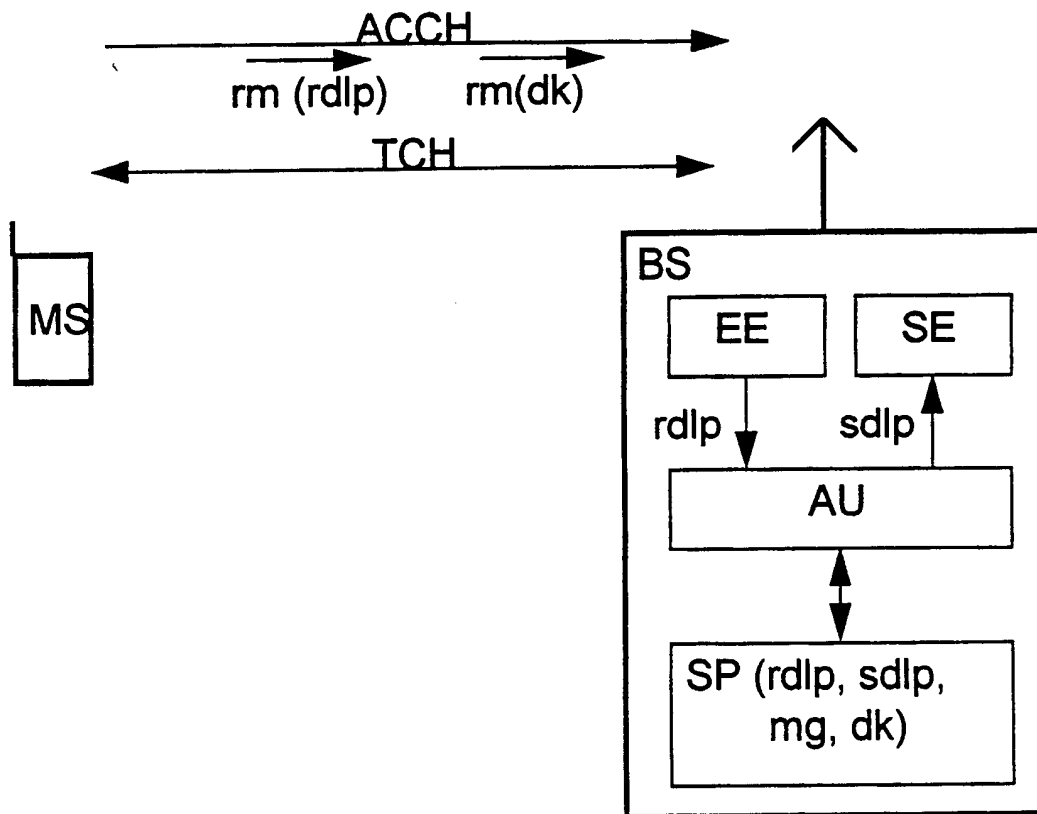 ACCH
rm (rdlp) rm(dk)
TCH
MS
BS
EE SE
rdlp sdlp
AU
SP (rdlp, sdlp,
mg, dk)